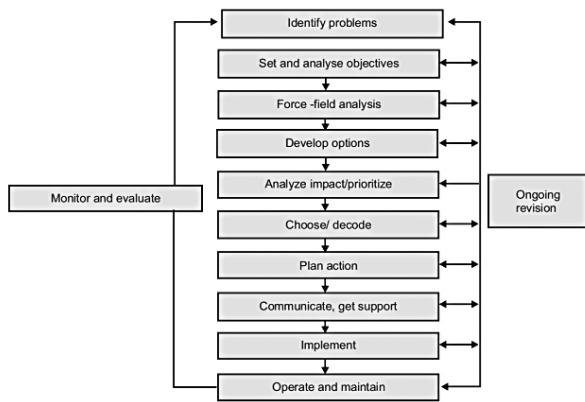 Identify problems
Set and analyse objectives
Force -field analysis
Develop options
Analyze impact/prioritize
Monitor and evaluate
Ongoing
revision
Choose/ decode
Plan action
Communicate, get support
Implement
Operate and maintain